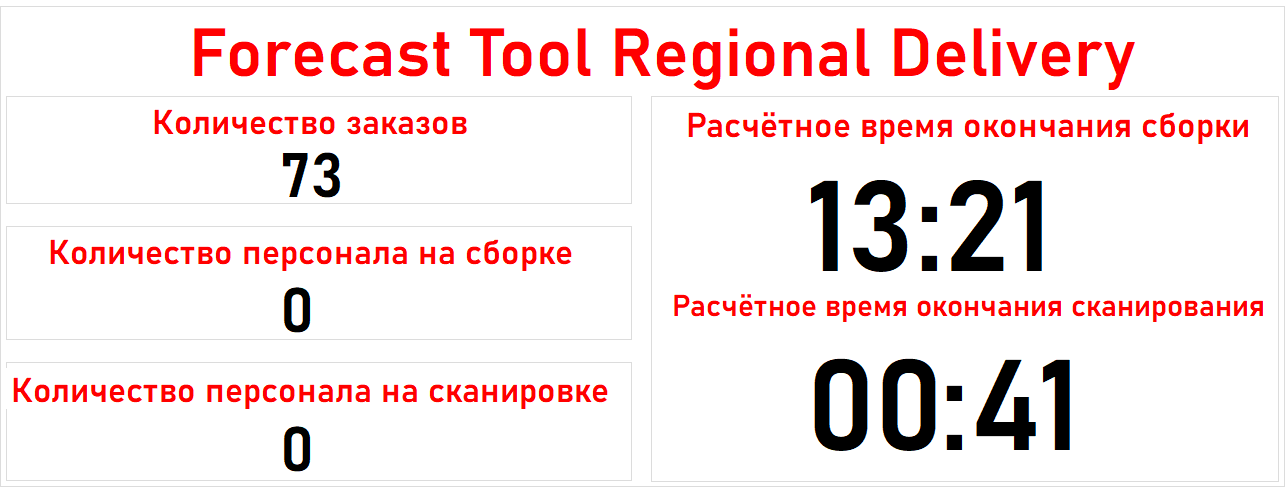 Forecast Tool Regional Delivery
Количество заказов
73
Количество персонала на сборке
0
Количество персонала на сканировке
0
Расчётное время окончания сборки
13:21
Расчётное время окончания сканирования
00:41